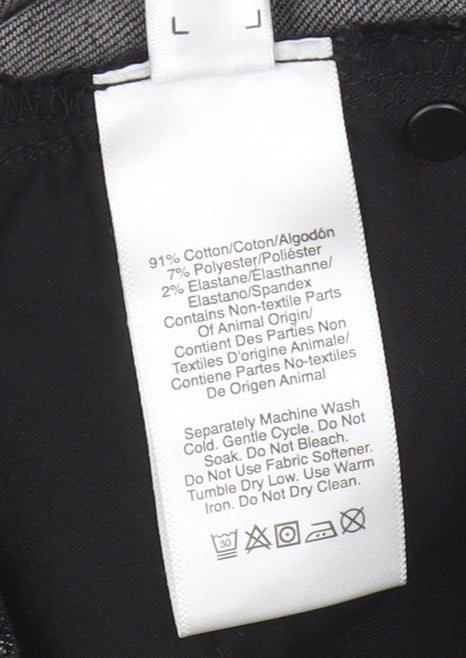 91% Cotton/Coton/Algodón
7% Polyester/Poliéster
2% Elastane/Élasthanne/
Elastano/Spandex
Contains Non-textile Parts
Of Animal Origin/
Contient Des Parties Non
Textiles D'origine Animale/
Contiene Partes No-textiles
De Origen Animal
Separately Machine Wash
Cold. Gentle Cycle. Do Not
Soak. Do Not Bleach.
Do Not Use Fabric Softener.
Tumble Dry Low. Use Warm
Iron. Do Not Dry Clean.
30